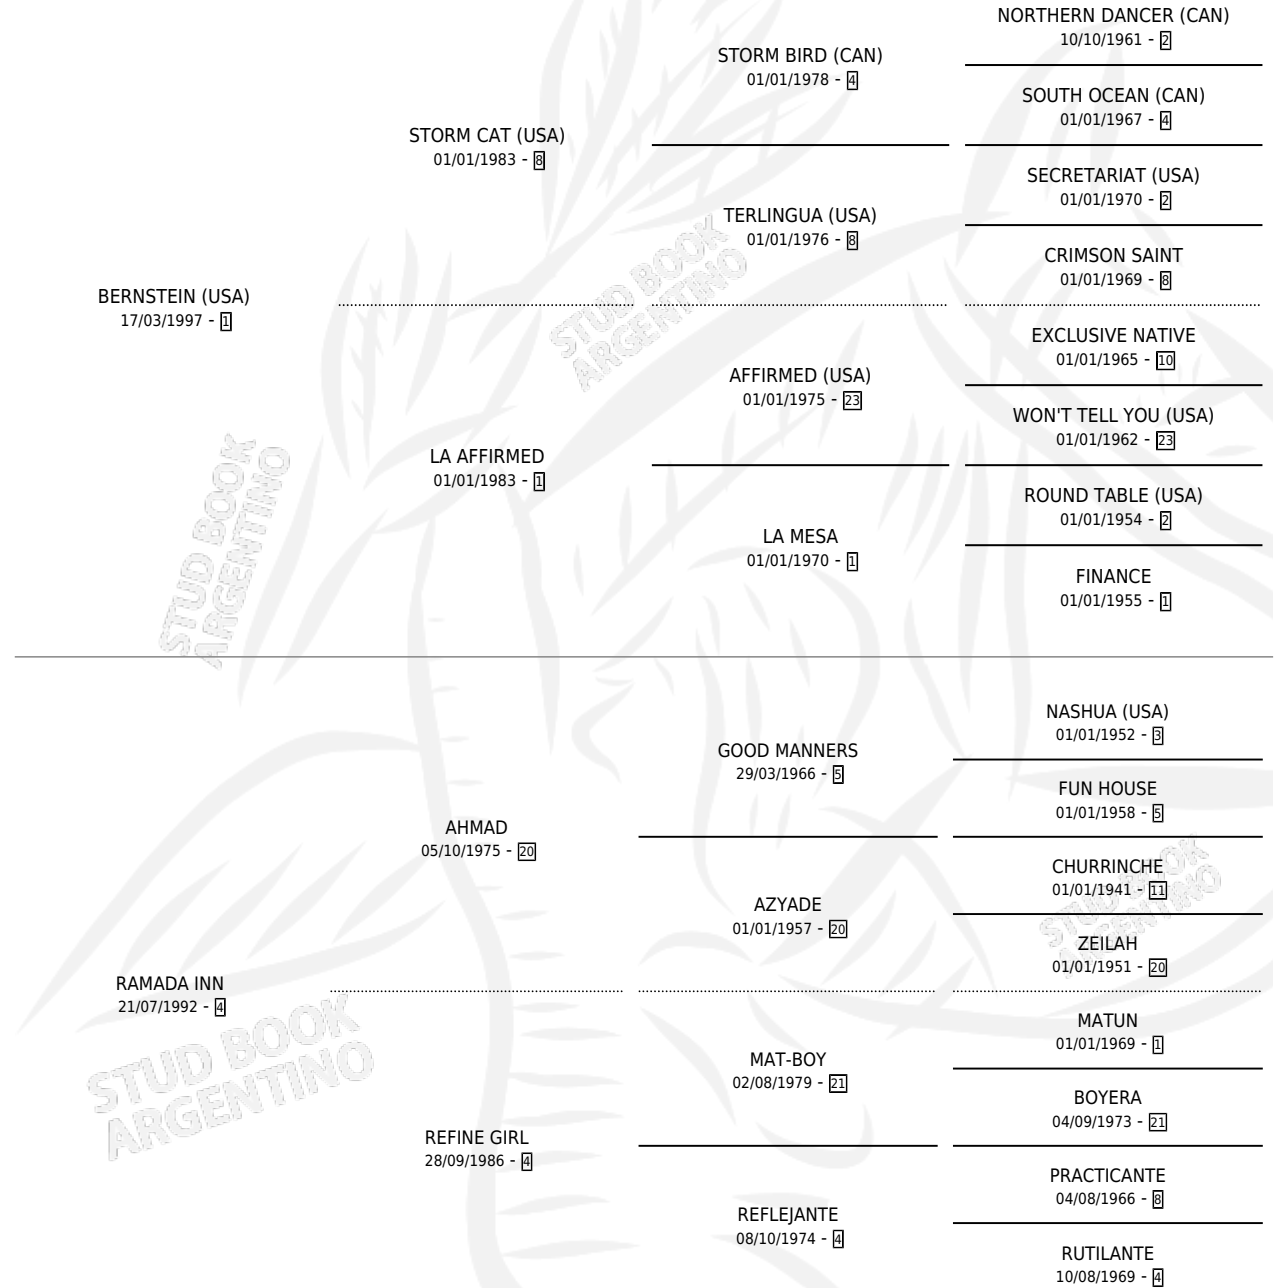 NORTHERN DANCER (CAN)
10/10/1961 - 2
STORM BIRD (CAN)
01/01/1978 - 4
SOUTH OCEAN (CAN)
01/01/1967 - 4
STORM CAT (USA)
01/01/1983 - 8
SECRETARIAT (USA)
01/01/1970 - 2
TERLINGUA (USA)
01/01/1976 - 8
CRIMSON SAINT
01/01/1969 - 8
BERNSTEIN (USA)
17/03/1997 - 1
EXCLUSIVE NATIVE
01/01/1965 - 10
AFFIRMED (USA)
01/01/1975 - 23
WON'T TELL YOU (USA)
01/01/1962 - 23
LA AFFIRMED
01/01/1983 - 1
ROUND TABLE (USA)
01/01/1954 - 2
LA MESA
01/01/1970 - 1
FINANCE
01/01/1955 - 1
NASHUA (USA)
01/01/1952 - 3
GOOD MANNERS
29/03/1966 - 5
FUN HOUSE
01/01/1958 - 5
AHMAD
05/10/1975 - 20
CHURRINCHE
01/01/1941 - 11
AZYADE
01/01/1957 - 20
ZEILAH
01/01/1951 - 20
RAMADA INN
21/07/1992 - 4
MATUN
01/01/1969 - 1
MAT-BOY
02/08/1979 - 21
BOYERA
04/09/1973 - 21
REFINE GIRL
28/09/1986 - 4
PRACTICANTE
04/08/1966 - 8
REFLEJANTE
08/10/1974 - 4
RUTILANTE
10/08/1969 - 4
STUD BOOK
ARGENTINO
STUD BOOK
ARGENTINO
STUD BOOK
ARGENTINO
STUD BOOK
ARGENTINO